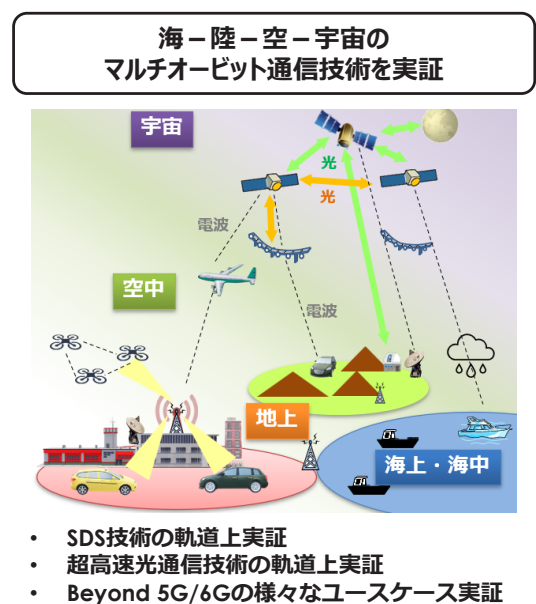 海－陸－空－宇宙の
マルチオービット通信技術を実証
宇宙
光
光
電波
空中
電波
地上
海上・海中
• SDS技術の軌道上実証
• 超高速光通信技術の軌道上実証
• Beyond 5G/6Gの様々なユースケース実証